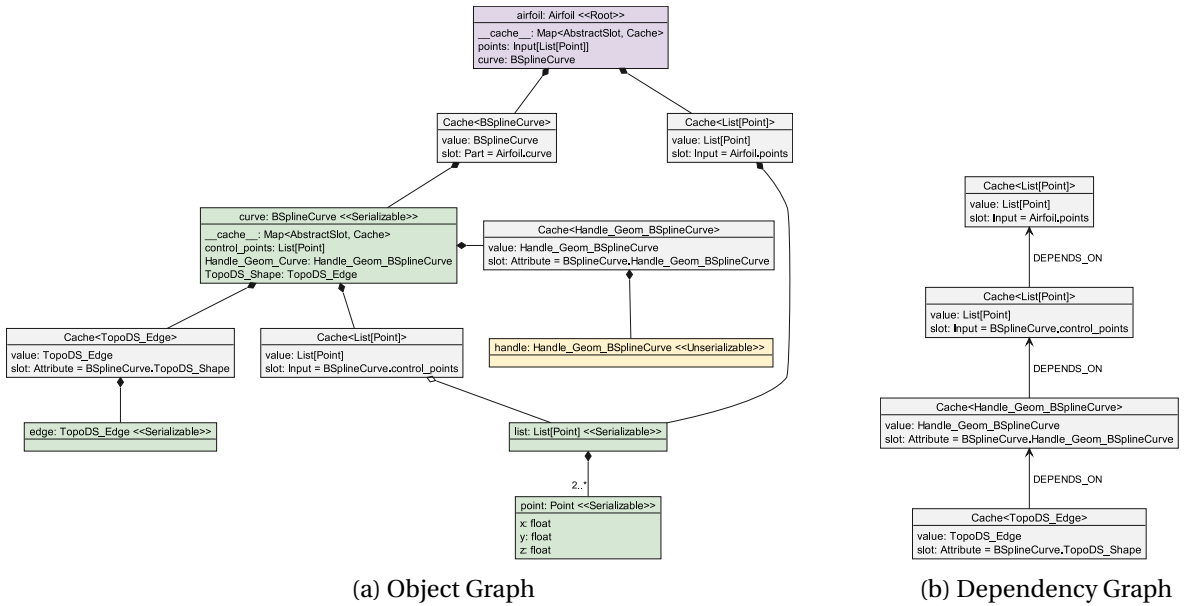 airfoil: Airfoil <<Root>>
__cache__: Map<AbstractSlot, Cache>
points: Input[List[Point]]
curve: BSplineCurve
Cache<BSplineCurve>
value: BSplineCurve
slot: Part = Airfoil.curve
Cache<List[Point]>
value: List[Point]
slot: Input = Airfoil.points
curve: BSplineCurve <<Serializable>>
__cache__: Map<AbstractSlot, Cache>
control_points: List[Point]
Handle_Geom_Curve: Handle_Geom_BSplineCurve
TopoDS_Shape: TopoDS_Edge
Cache<Handle_Geom_BSplineCurve>
value: Handle_Geom_BSplineCurve
slot: Attribute = BSplineCurve.Handle_Geom_BSplineCurve
Cache<TopoDS_Edge>
value: TopoDS_Edge
slot: Attribute = BSplineCurve.TopoDS_Shape
Cache<List[Point]>
value: List[Point]
slot: Input = BSplineCurve.control_points
handle: Handle_Geom_BSplineCurve <<Unserializable>>
edge: TopoDS_Edge <<Serializable>>
list: List[Point] <<Serializable>>
2..*
point: Point <<Serializable>>
x: float
y: float
z: float
(a) Object Graph
Cache<List[Point]>
value: List[Point]
slot: Input = Airfoil.points
DEPENDS_ON
Cache<List[Point]>
value: List[Point]
slot: Input = BSplineCurve.control_points
DEPENDS_ON
Cache<Handle_Geom_BSplineCurve>
value: Handle_Geom_BSplineCurve
slot: Attribute = BSplineCurve.Handle_Geom_BSplineCurve
DEPENDS_ON
Cache<TopoDS_Edge>
value: TopoDS_Edge
slot: Attribute = BSplineCurve.TopoDS_Shape
(b) Dependency Graph